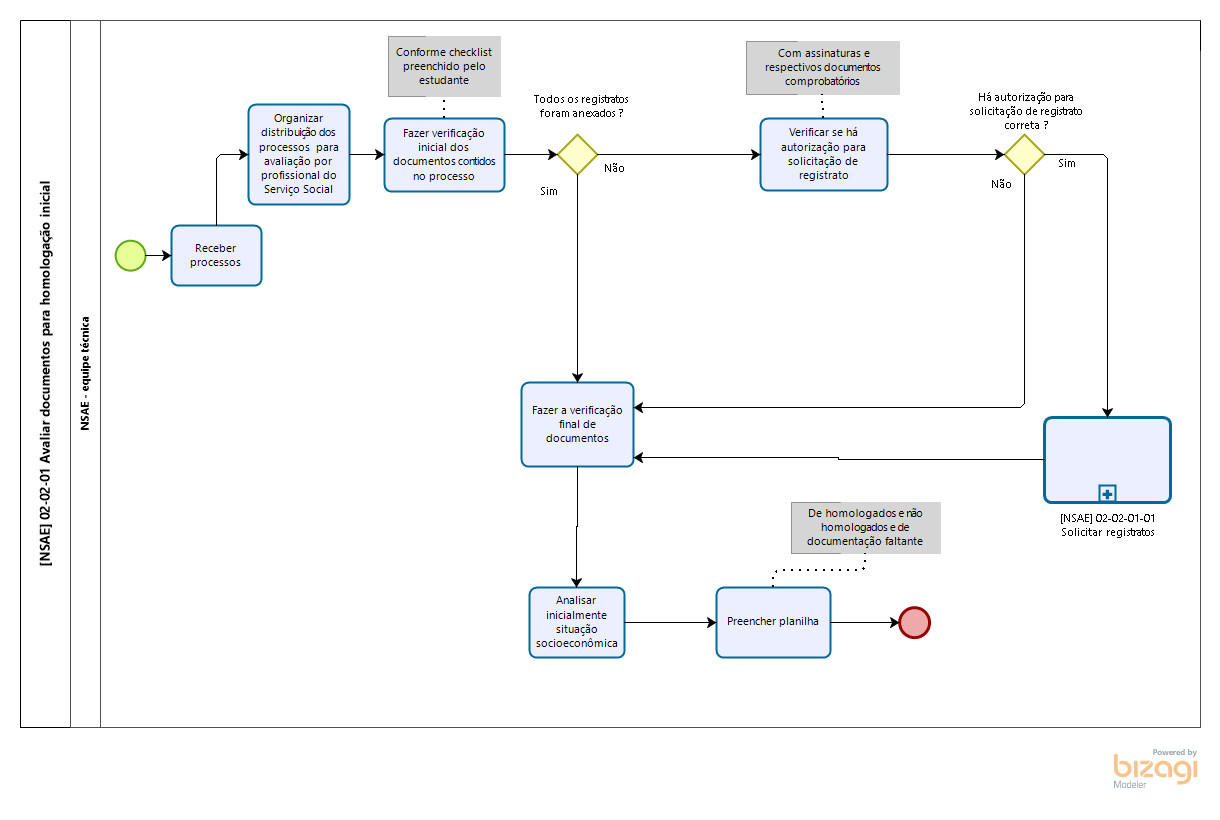 [NSAE] 02-02-01 Avaliar documentos para homologação inicial
NSAE - equipe técnica
Receber
processos
Organizar
distribuição dos
processos para
avaliação por
profissional do
Serviço Social
Conforme checklist
preenchido pelo
estudante
Fazer verificação
inicial dos
documentos contidos
no processo
Todos os registratos
foram anexados ?
Não
Sim
Com assinaturas e
respectivos documentos
comprobatórios
Verificar se há
autorização para
solicitação de
registrato
Há autorização para
solicitação de registrato
correta ?
Sim
Não
Fazer a verificação
final de
documentos
[NSAE] 02-02-01-01
Solicitar registratos
De homologados e não
homologados e de
documentação faltante
Analisar
inicialmente
situação
socioeconômica
Preencher planilha
Powered by
bizagi
Modeler